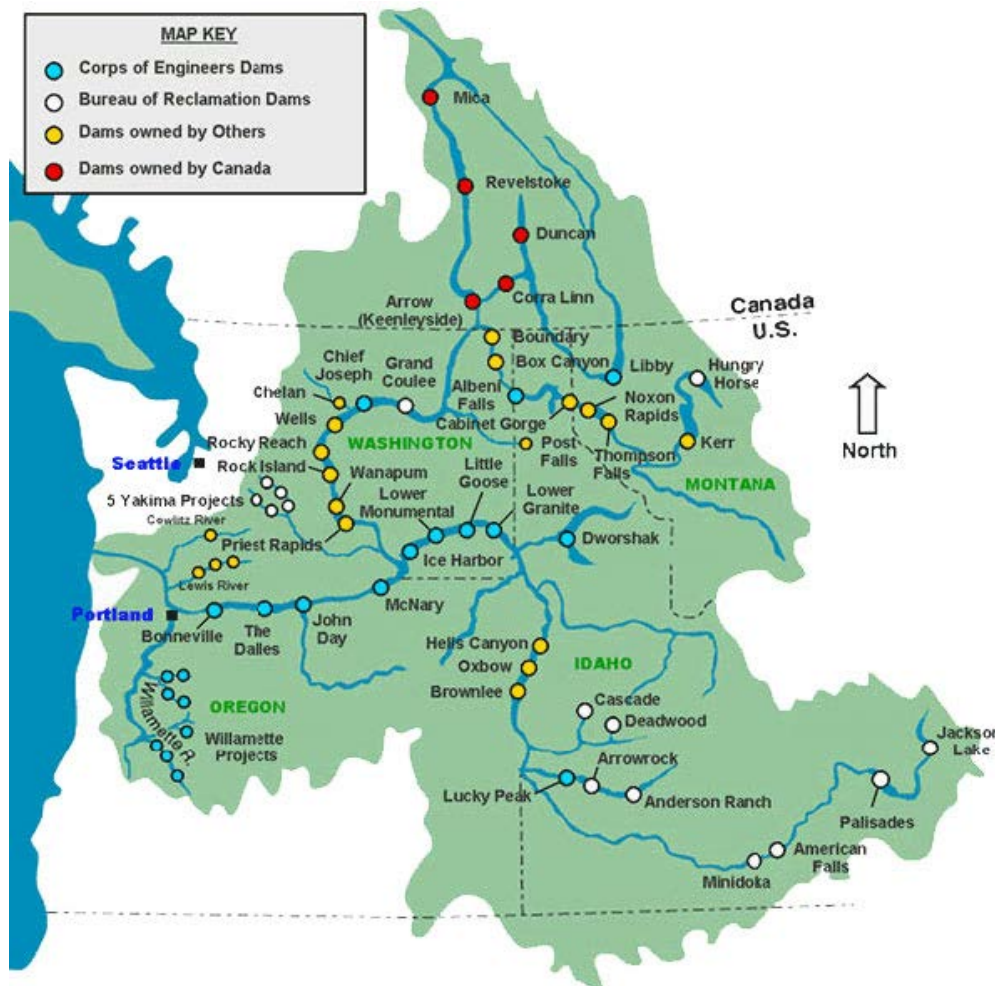 MAP KEY
Corps of Engineers Dams
Bureau of Reclamation Dams
Dams owned by Others
Dams owned by Canada
Mica
Revelstoke
Duncan
Corra Linn
Arrow
(Keenleyside)
Canada
U.S.
Boundary
Box Canyon
Libby
Hungry
Horse
Chief
Joseph
Grand
Coulee
Albeni
Falls
Chelan
Wells
Cabinet Gorge
Noxon
Rapids
North
Rocky Reach
WASHINGTON
Post
Falls
Thompson
Falls
Kerr
Seattle
Rock Island
Wanapum
Little
Goose
MONTANA
5 Yakima Projects
Lower
Monumental
Lower
Granite
Cowlitz River
Priest Rapids
Ice Harbor
Dworshak
Lewis River
McNary
Portland
Bonneville
The
Dalles
John
Day
Hells Canyon
Oxbow
IDAHO
Brownlee
Cascade
Deadwood
OREGON
Willamette R.
Willamette
Projects
Jackson
Lake
Arrowrock
Lucky Peak
Anderson Ranch
Palisades
American
Falls
Minidoka